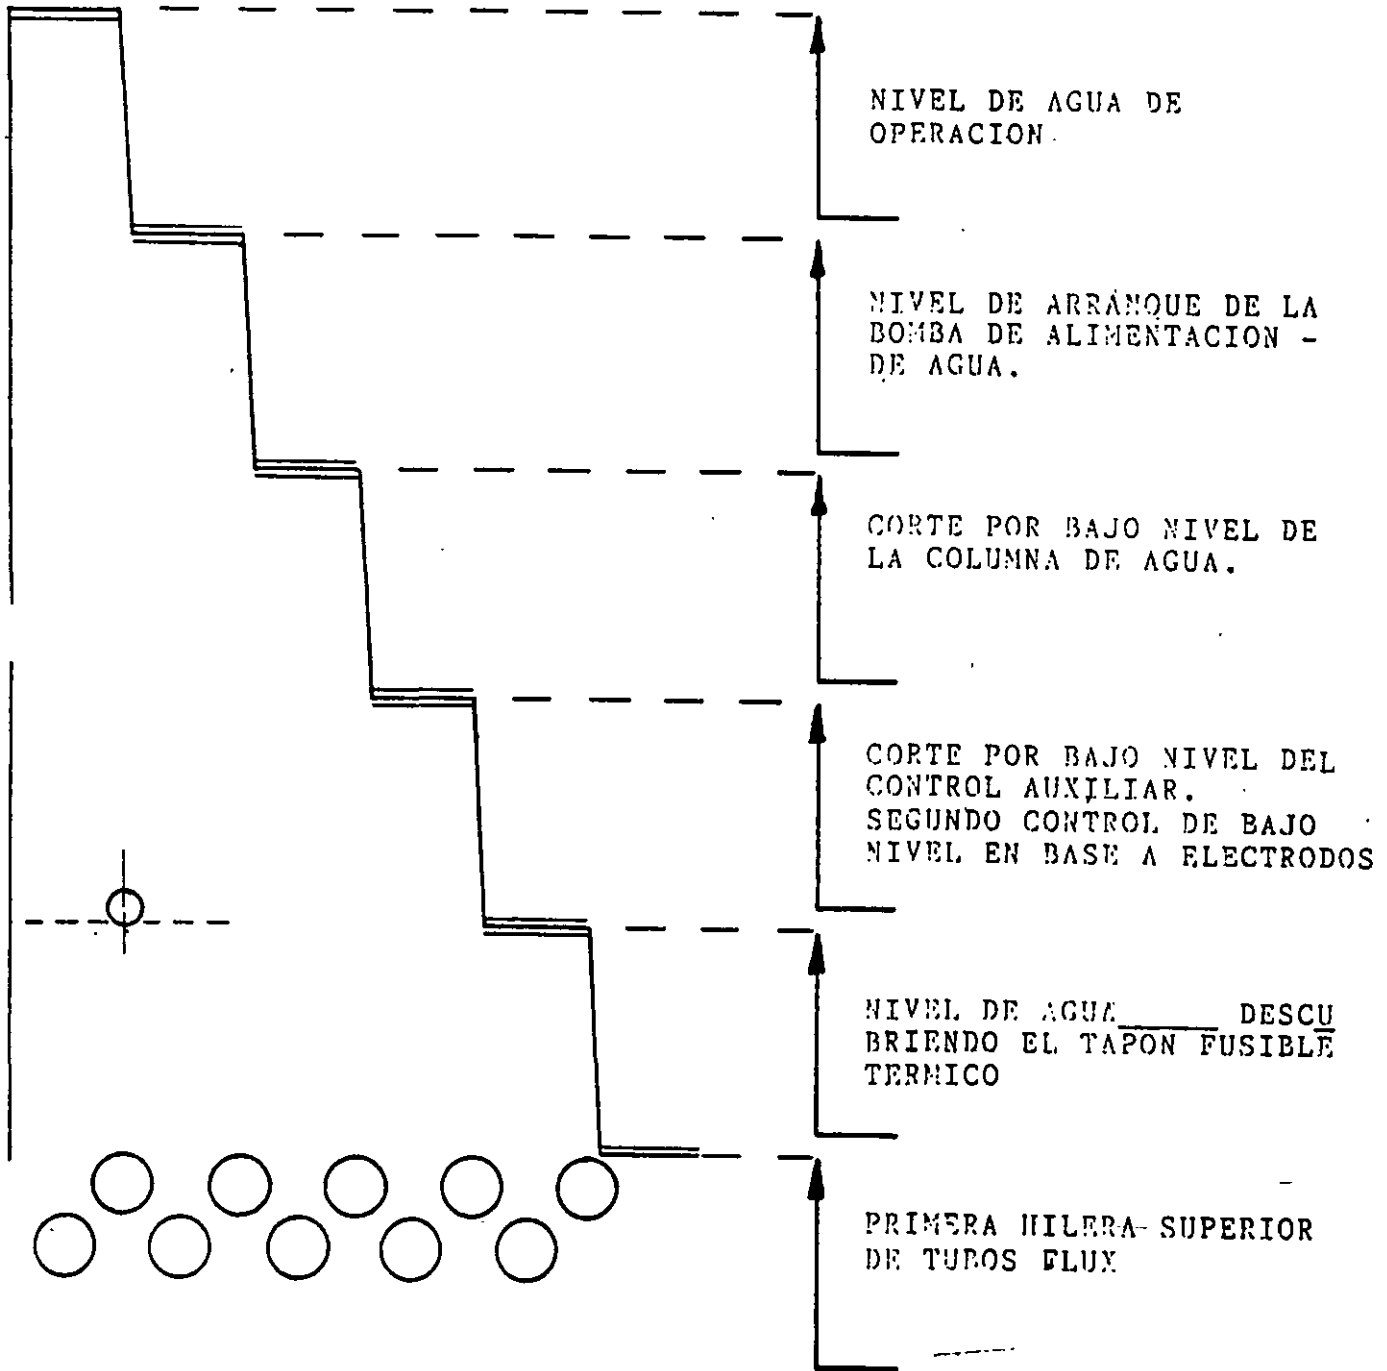 NIVEL DE AGUA DE
OPERACION
NIVEL DE ARRANQUE DE LA
BOMBA DE ALIMENTACION -
DE AGUA.
CORTE POR BAJO NIVEL DE
LA COLUMNA DE AGUA.
CORTE POR BAJO NIVEL DEL
CONTROL AUXILIAR.
SEGUNDO CONTROL DE BAJO
NIVEL EN BASE A ELECTRODOS
NIVEL DE AGUA_____ DESCU
BRIENDO EL TAPON FUSIBLE
TERMICO
PRIMERA HILERA SUPERIOR
DE TUBOS FLUX